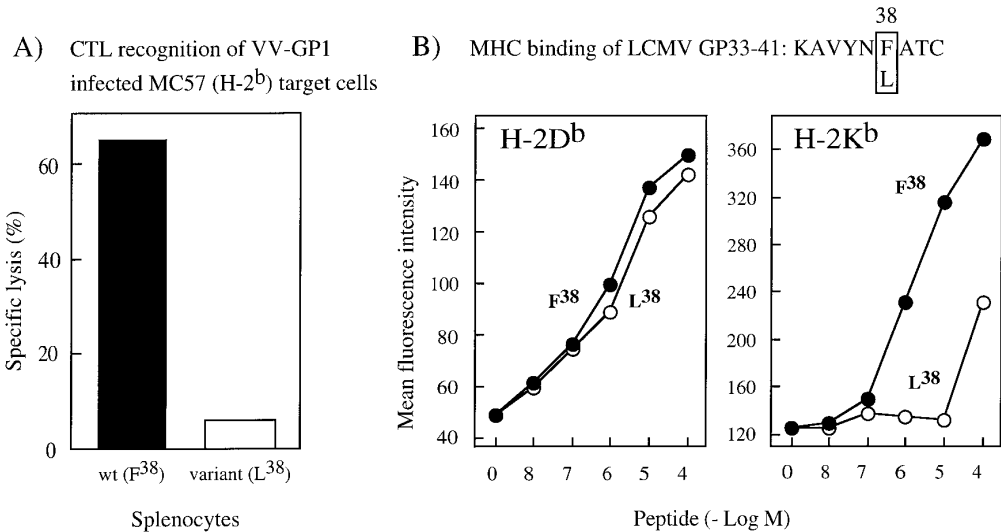 A) CTL recognition of VV-GP1
infected MC57 (H-2b) target cells
Specific lysis (%)
60
40
20
0
wt (F38) variant (L38)
Splenocytes
38
B) MHC binding of LCMV GP33-41: KAVYNFATC
L
Mean fluorescence intensity
H-2Db
160
140
120
100
80
60
40
F38
L38
0 8 7 6 5 4
H-2Kb
360
320
280
240
200
160
120
F38
L38
0 8 7 6 5 4
Peptide (- Log M)